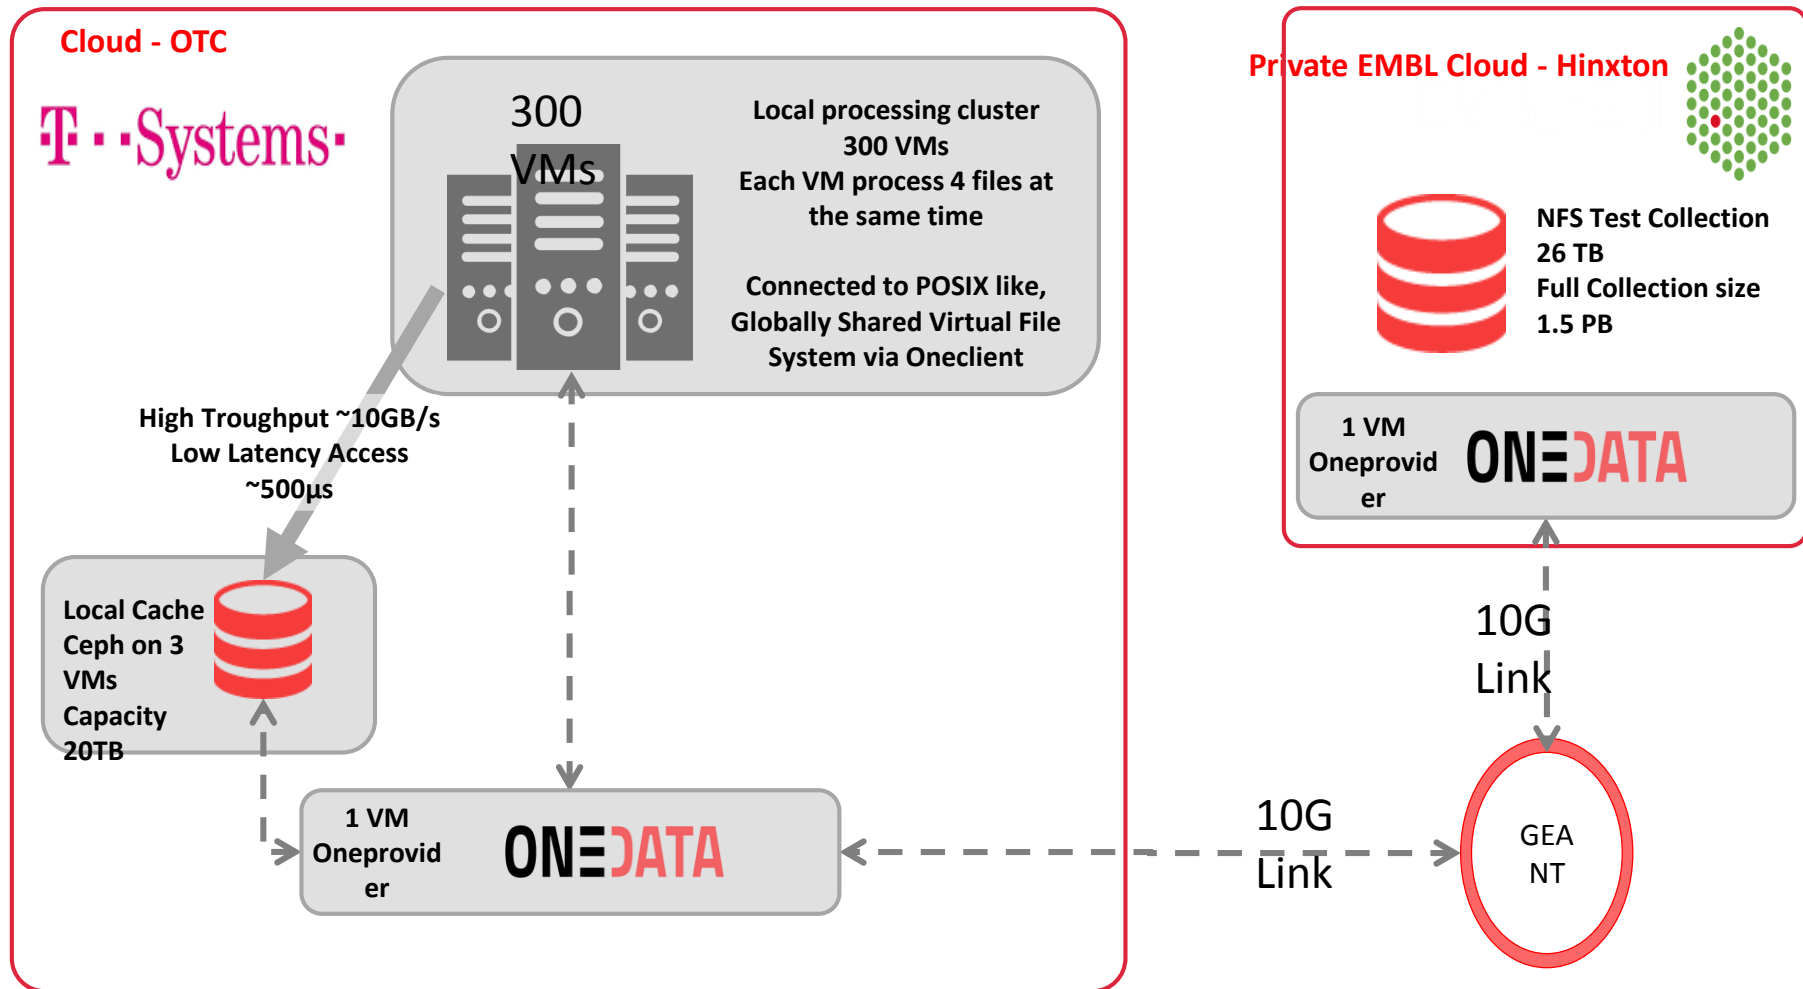 Cloud - OTC
T··Systems·
300
VMs
Local processing cluster
300 VMs
Each VM process 4 files at
the same time
Connected to POSIX like,
Globally Shared Virtual File
System via Oneclient
High Troughput ~10GB/s
Low Latency Access
~500µs
Local Cache
Ceph on 3
VMs
Capacity
20TB
1 VM
Oneprovid
er
ONEDATA
Private EMBL Cloud - Hinxton
NFS Test Collection
26 TB
Full Collection size
1.5 PB
1 VM
Oneprovid
er
ONEDATA
10G
Link
10G
Link
GEA
NT